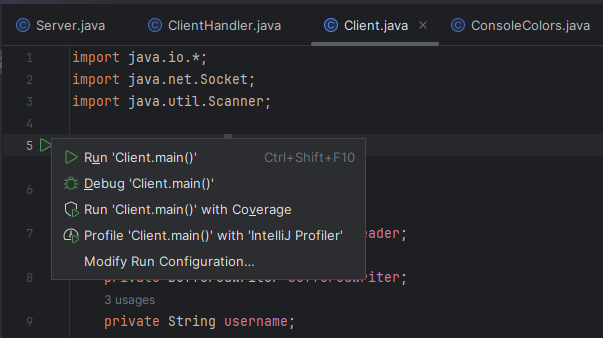 Server.java ClientHandler.java Client.java ConsoleColors.java
1 import java.io.*;
2 import java.net.Socket;
3 import java.util.Scanner;
4
5
Run 'Client.main()' Ctrl+Shift+F10
Debug 'Client.main()'
6
Run 'Client.main()' with Coverage
7 Profile 'Client.main()' with 'IntelliJ Profiler' eader;
Modify Run Configuration...
8
3 usages
9 private String username;